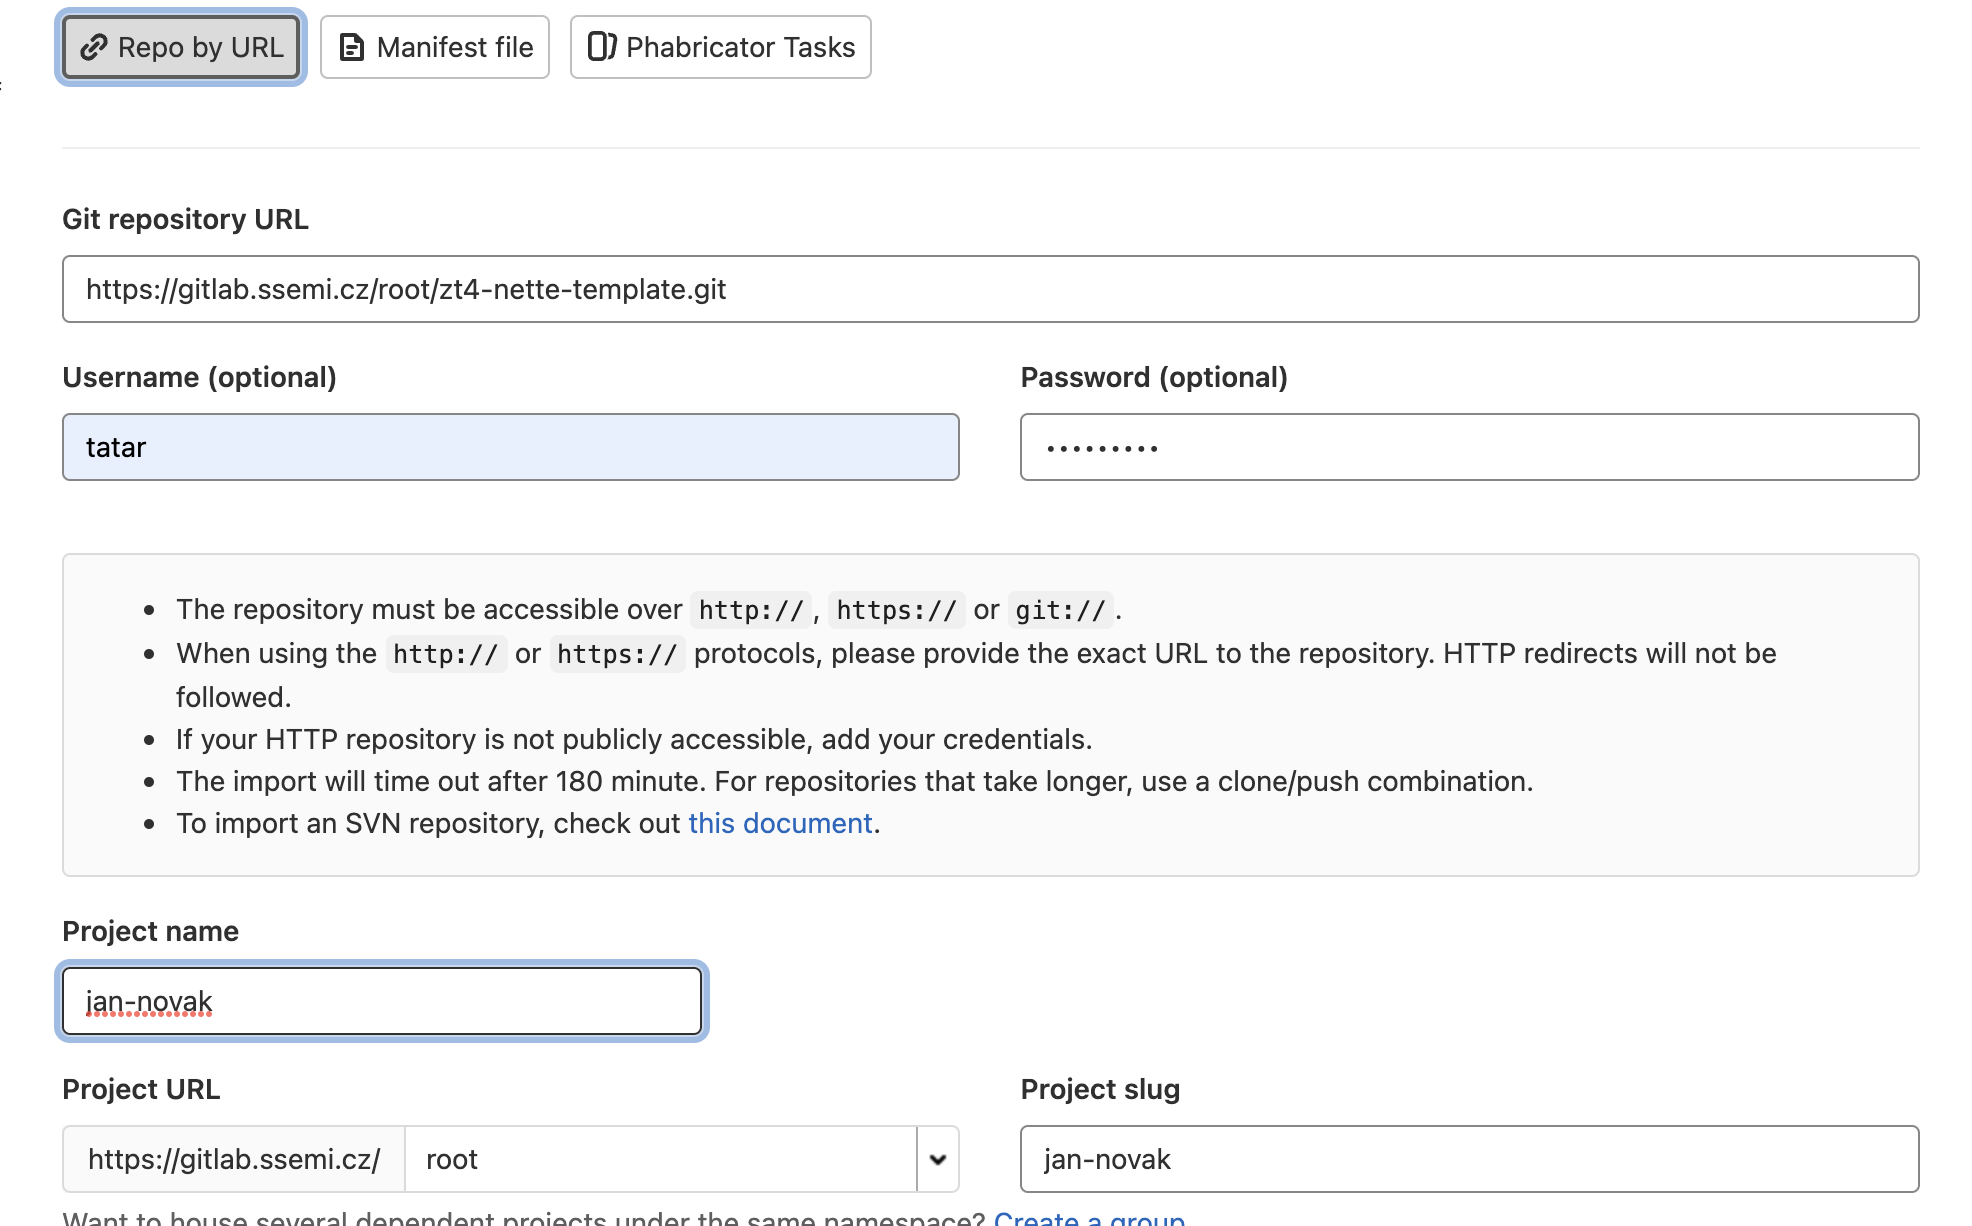 Repo by URL
Manifest file
Phabricator Tasks
Git repository URL
https://gitlab.ssemi.cz/root/zt4-nette-template.git
Username (optional)
Password (optional)
tatar
•••••••••
The repository must be accessible over http://, https:// or git://.
When using the http:// or https:// protocols, please provide the exact URL to the repository. HTTP redirects will not be
followed.
If your HTTP repository is not publicly accessible, add your credentials.
The import will time out after 180 minute. For repositories that take longer, use a clone/push combination.
To import an SVN repository, check out this document.
Project name
jan-novak
Project URL
Project slug
https://gitlab.ssemi.cz/
root
jan-novak
Want to house several dependent projects under the same namespace? Create a group